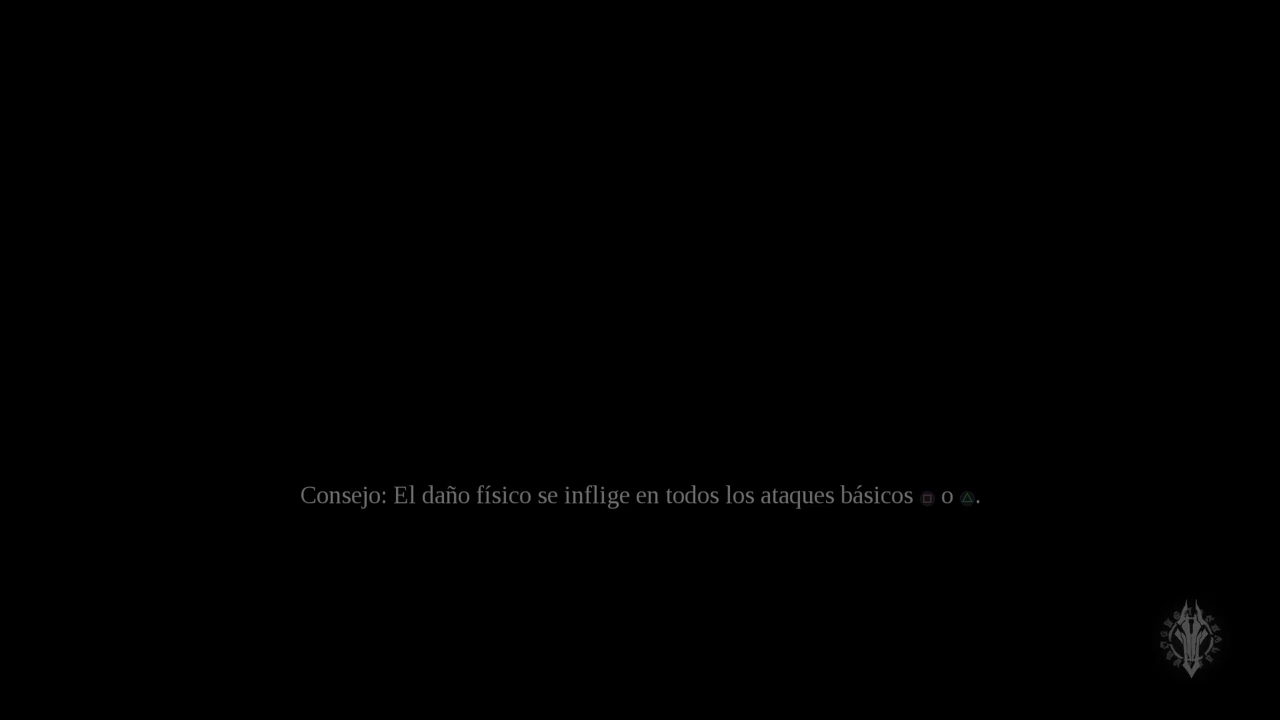 Consejo: El daño físico se inflige en todos los ataques básicos □ o △.